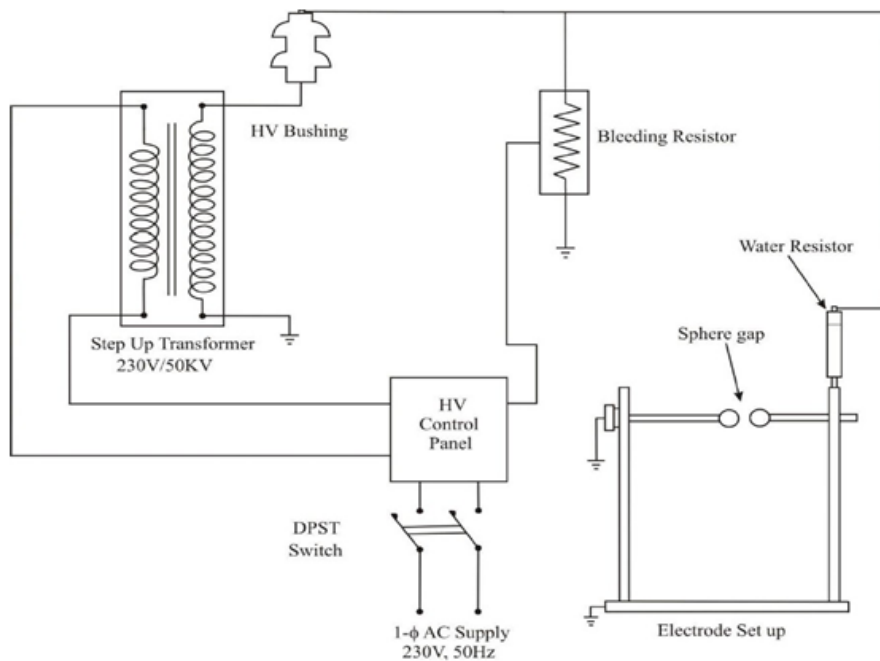 HV Bushing
Bleeding Resistor
Water Resistor
Step Up Transformer
230V/50KV
Sphere gap
HV
Control
Panel
DPST
Switch
1-ϕ AC Supply
230V, 50Hz
Electrode Set up